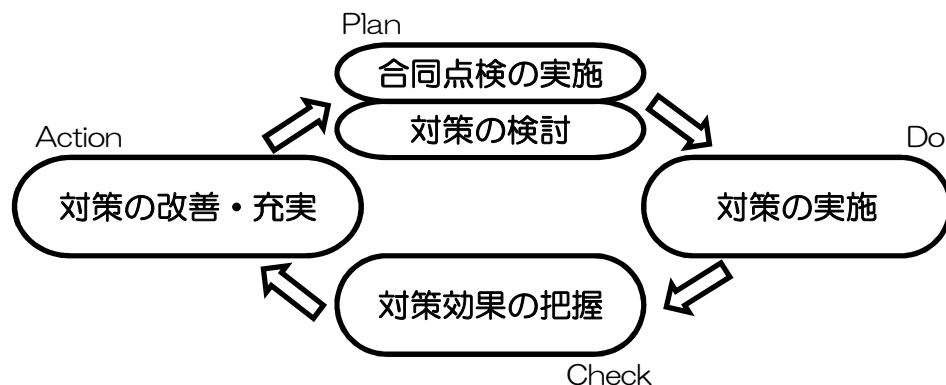 Plan
合同点検の実施
対策の検討
Action
Do
対策の改善・充実
対策の実施
対策効果の把握
Check